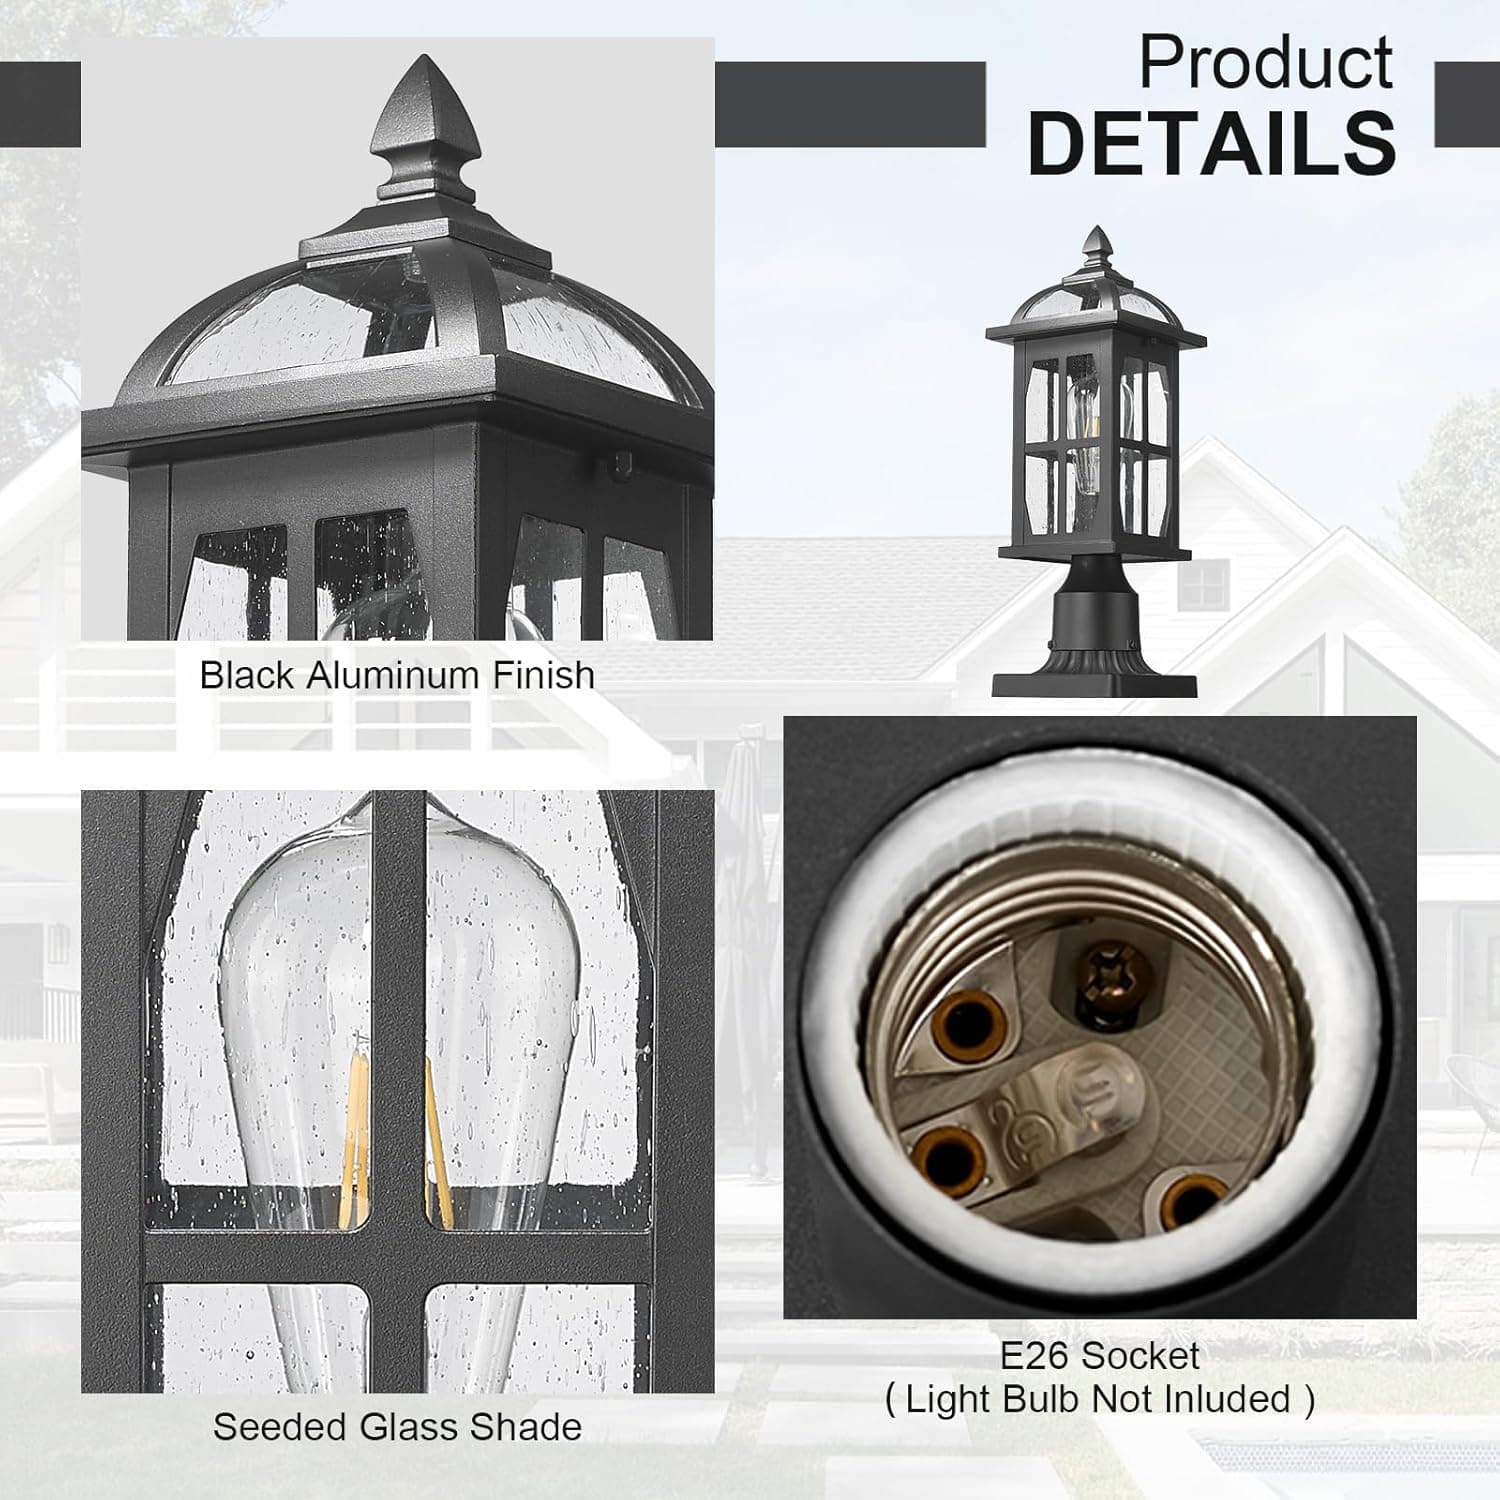 Product
DETAILS
Black Aluminum Finish
Seeded Glass Shade
E26 Socket
( Light Bulb Not Inluded )